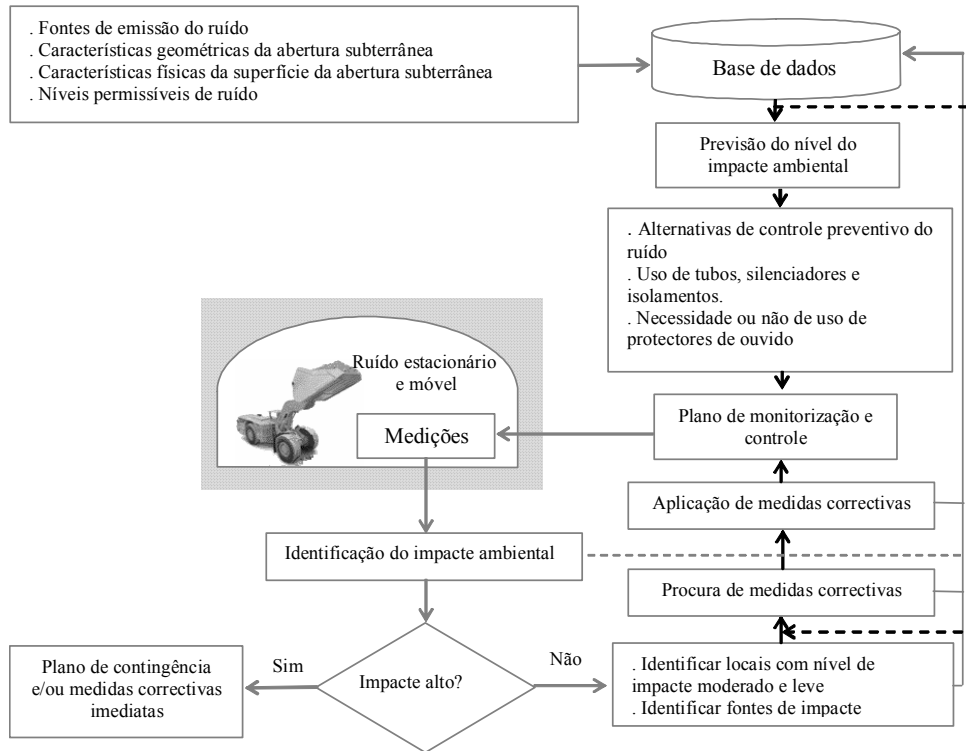 . Fontes de emissão do ruído
. Características geométricas da abertura subterrânea
. Características físicas da superfície da abertura subterrânea
. Níveis permissíveis de ruído
Base de dados
Previsão do nível do
impacte ambiental
. Alternativas de controle preventivo do
ruído
. Uso de tubos, silenciadores e
isolamentos.
. Necessidade ou não de uso de
protectores de ouvido
Ruído estacionário
e móvel
Medições
Plano de monitorização e
controle
Aplicação de medidas correctivas
Identificação do impacte ambiental
Procura de medidas correctivas
Impacte alto?
Sim
Não
Plano de contingência
e/ou medidas correctivas
imediatas
. Identificar locais com nível de
impacte moderado e leve
. Identificar fontes de impacte